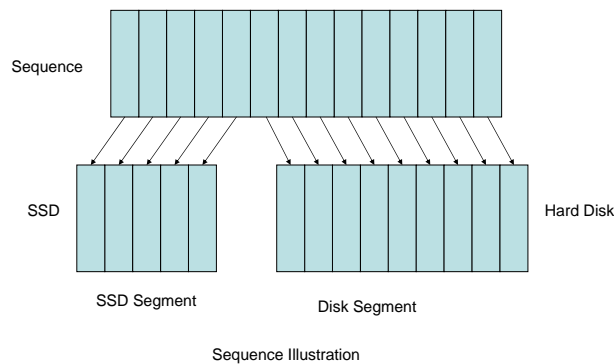 Sequence
SSD
Hard Disk
SSD Segment
Disk Segment
Sequence Illustration